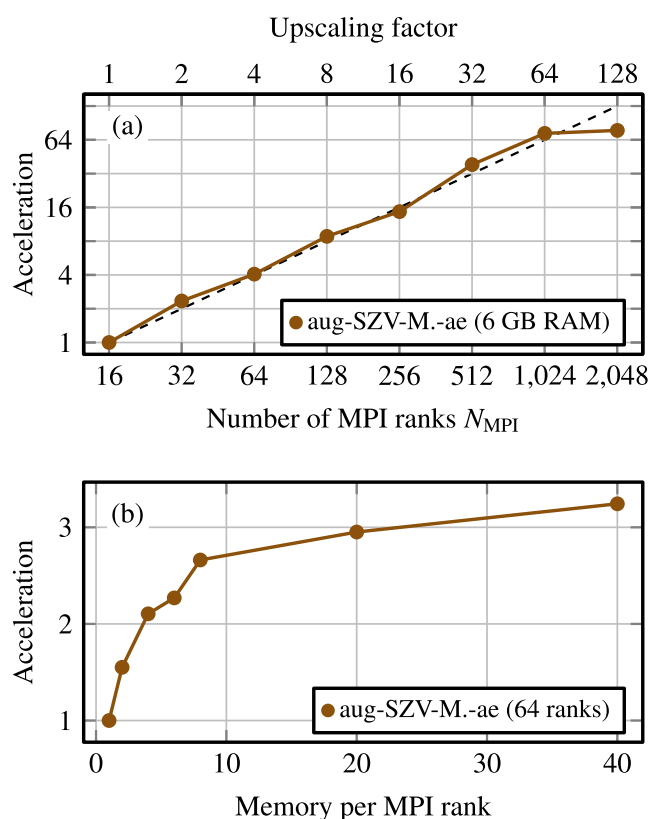 Upscaling factor
1 2 4 8 16 32 64 128
(a)
64
16
4
1
Acceleration
aug-SZV-M.-ae (6 GB RAM)
16 32 64 128 256 512 1,024 2,048
Number of MPI ranks N_MPI
(b)
3
2
1
Acceleration
aug-SZV-M.-ae (64 ranks)
0 10 20 30 40
Memory per MPI rank